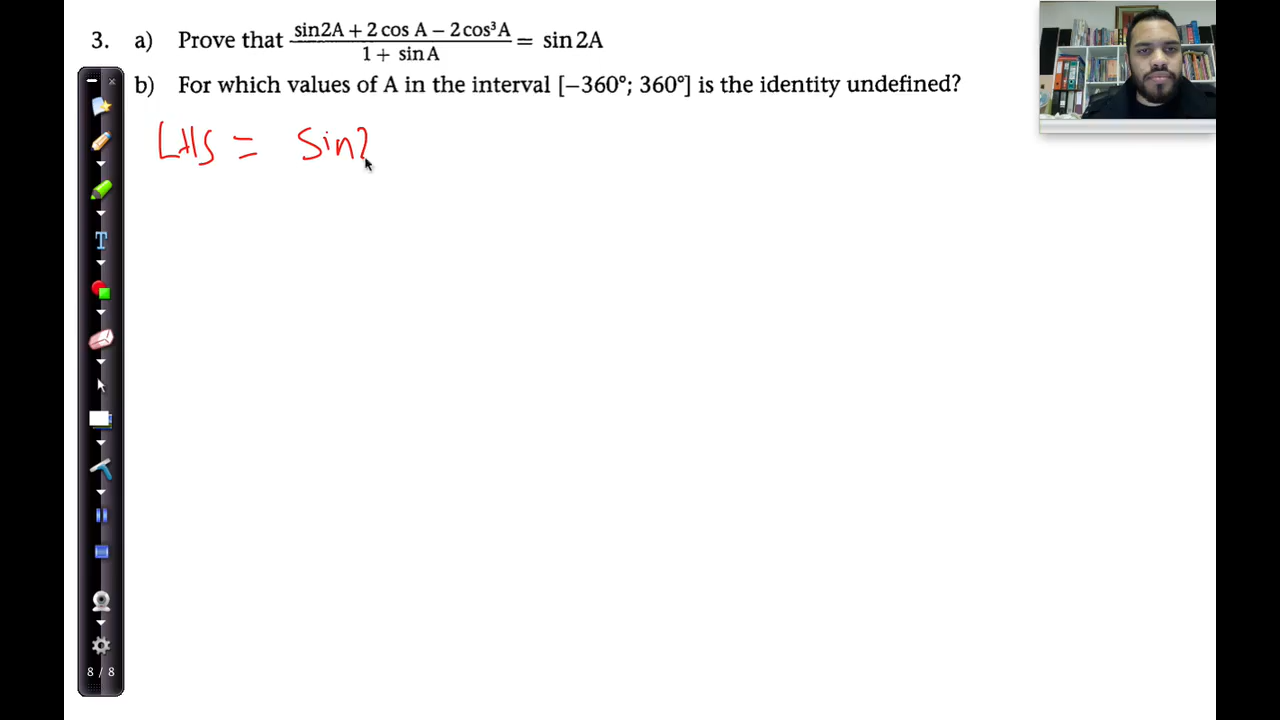 3. a) Prove that (sin2A + 2 cos A − 2 cos³A)/(1 + sin A) = sin 2A
b) For which values of A in the interval [−360°; 360°] is the identity undefined?
LHS = Sin2
T
8 / 8